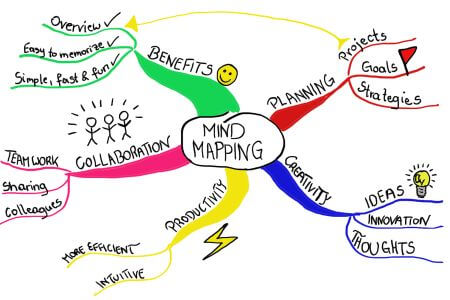 MIND
MAPPING
BENEFITS
Overview
Easy to memorize
Simple, fast & fun
PLANNING
Projects
Goals
Strategies
COLLABORATION
TEAMWORK
Sharing
Colleagues
CREATIVITY
IDEAS
INNOVATION
THOUGHTS
PRODUCTIVITY
MORE EFFICIENT
INTUITIVE